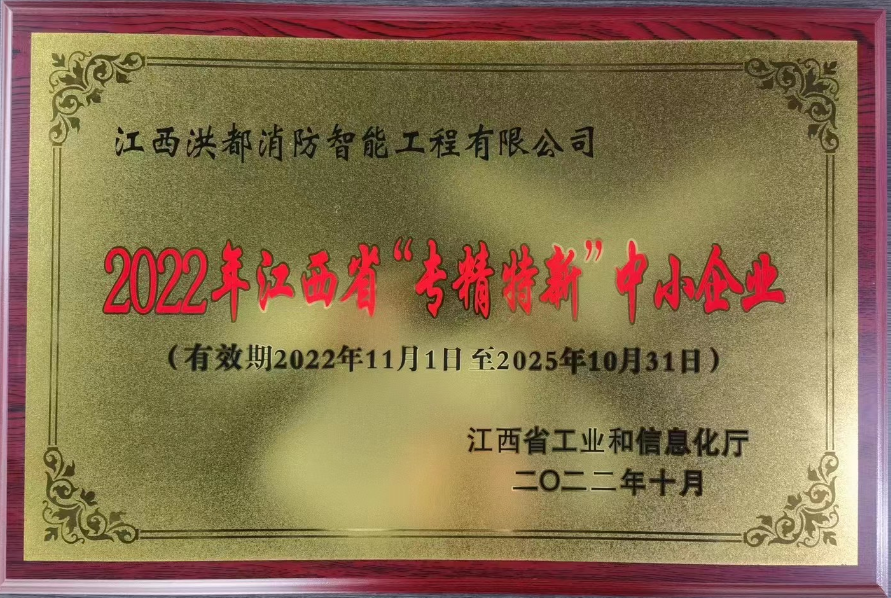 江西洪都消防智能工程有限公司
2022年江西省“专精特新”中小企业
(有效期2022年11月1日至2025年10月31日)
江西省工业和信息化厅
二〇二二年十月